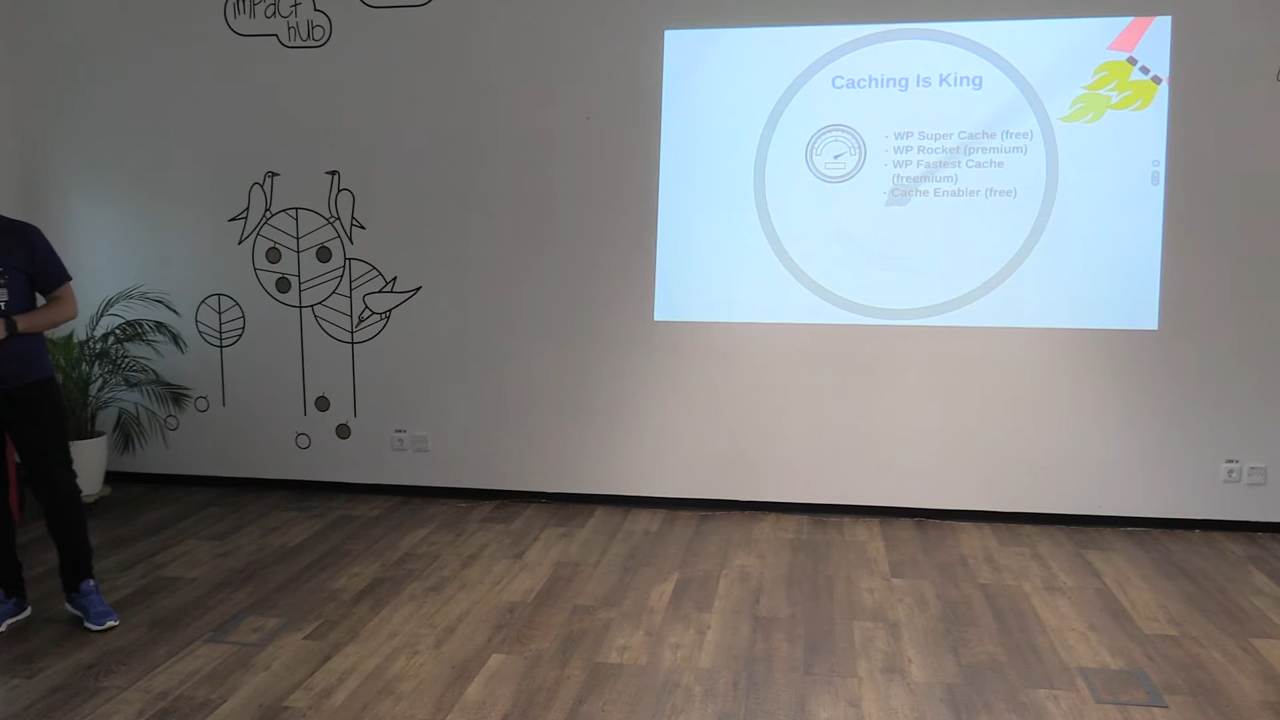 impact
hub
Caching Is King
- WP Super Cache (free)
- WP Rocket (premium)
- WP Fastest Cache
(freemium)
- Cache Enabler (free)